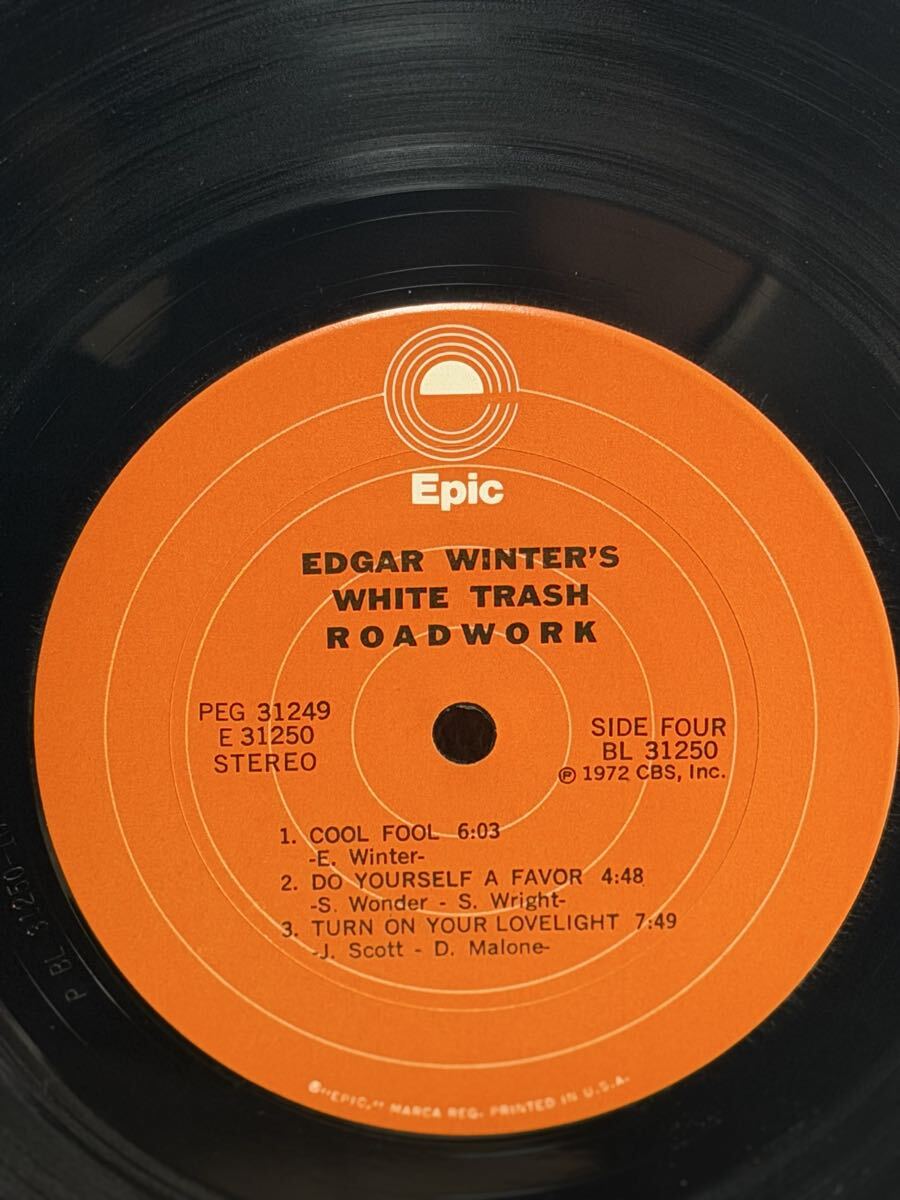 Epic
EDGAR WINTER'S
WHITE TRASH
ROADWORK
PEG 31249
E 31250
STEREO
SIDE FOUR
BL 31250
℗ 1972 CBS, Inc.
1. COOL FOOL 6:03
-E. Winter-
2. DO YOURSELF A FAVOR 4:48
-S. Wonder - S. Wright-
3. TURN ON YOUR LOVELIGHT 7:49
-J. Scott - D. Malone-
®"EPIC," MARCA REG. PRINTED IN U.S.A.
P BL 31250